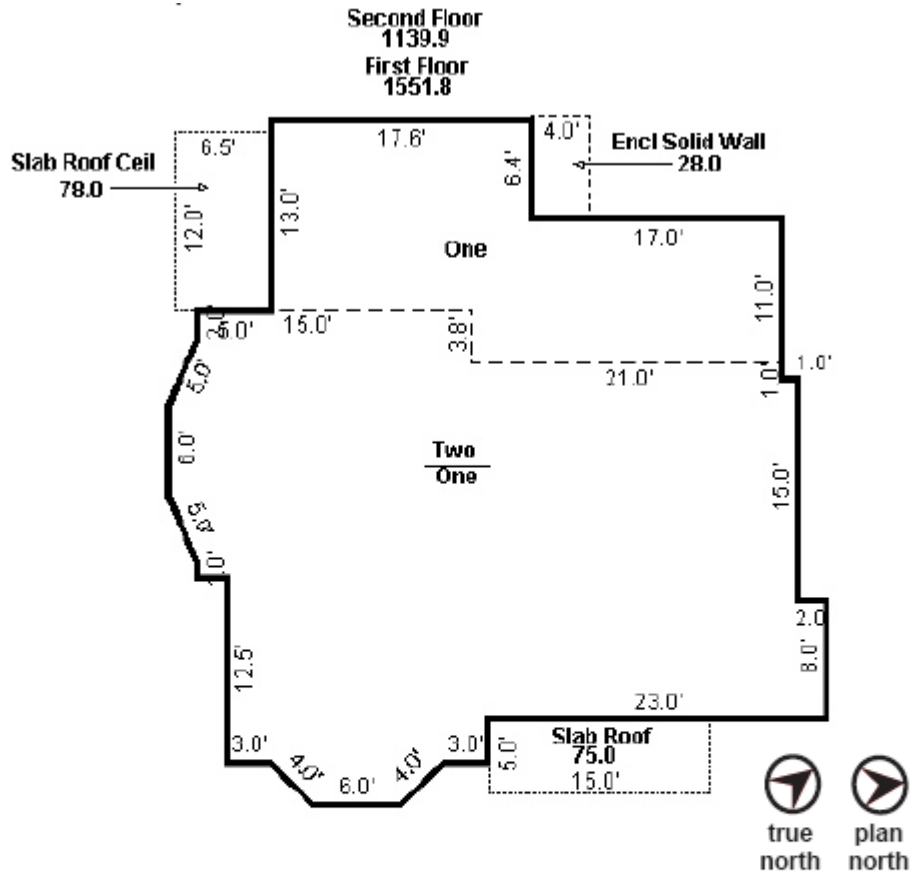 Second Floor
1139.9
First Floor
1551.8
6.5'
17.6'
4.0'
Slab Roof Ceil
78.0
Encl Solid Wall
28.0
12.0'
13.0'
6.4'
17.0'
One
11.0'
5.0'
15.0'
3.8'
21.0'
1.0'
1.0'
5.0'
6.0'
5.0'
Two
One
15.0'
2.0
8.0'
12.5'
23.0'
3.0'
4.0'
6.0'
4.0'
3.0'
5.0'
Slab Roof
75.0
15.0'
true
north
plan
north